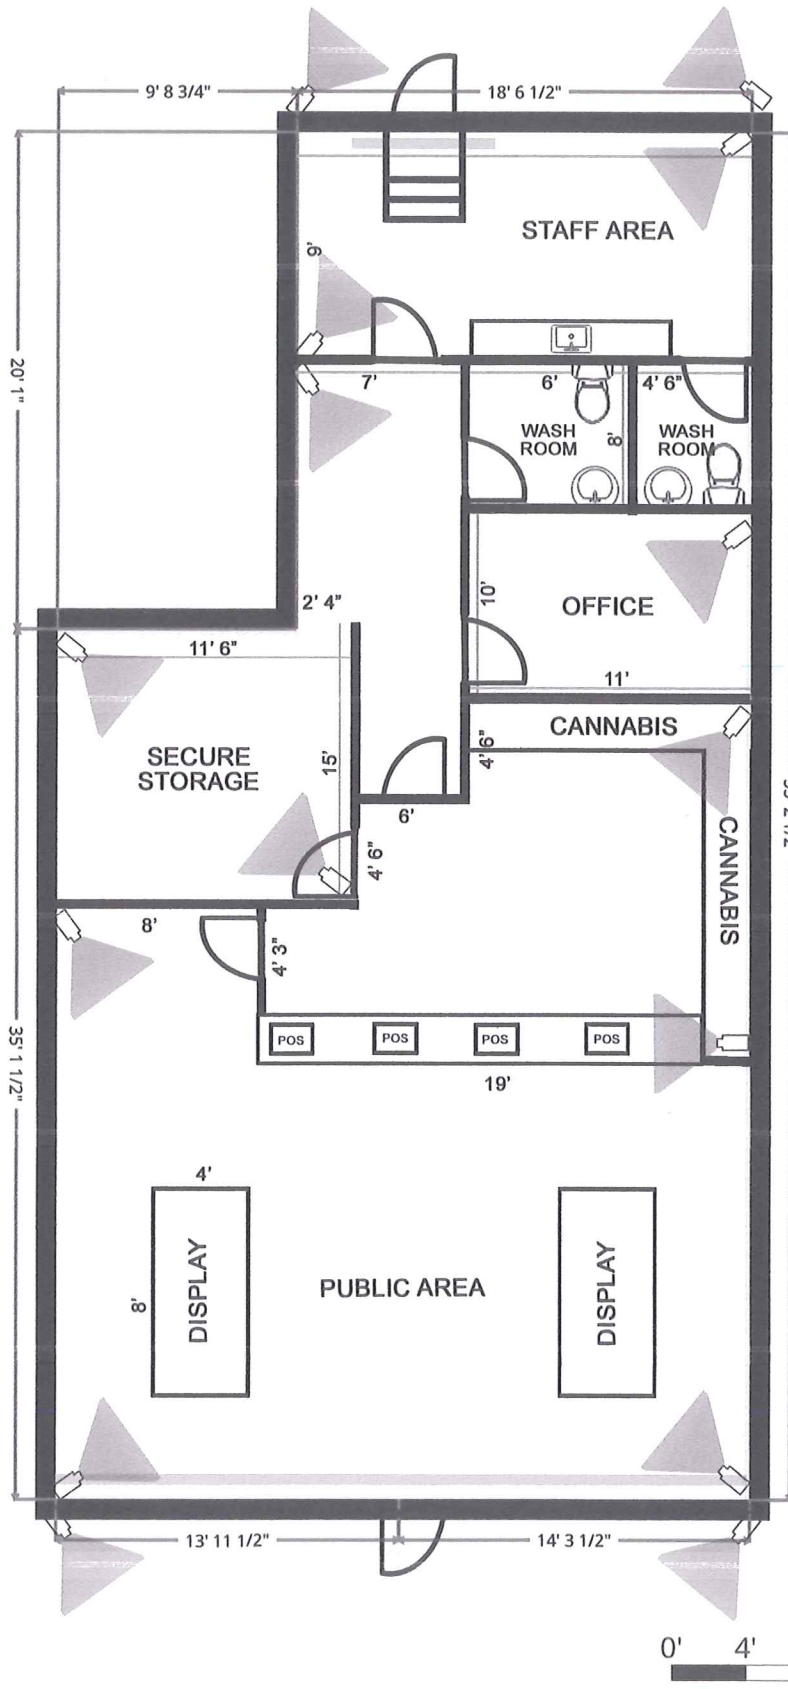 9' 8 3/4"
18' 6 1/2"
STAFF AREA
9'
20' 1"
7'
6'
4' 6"
WASH
ROOM
8'
WASH
ROOM
10'
OFFICE
2' 4"
11' 6"
11'
CANNABIS
4' 6"
SECURE
STORAGE
15'
6'
4' 6"
CANNABIS
8'
4' 3"
POS
POS
POS
POS
19'
35' 1 1/2"
4'
8'
DISPLAY
PUBLIC AREA
DISPLAY
13' 11 1/2"
14' 3 1/2"
0'
4'